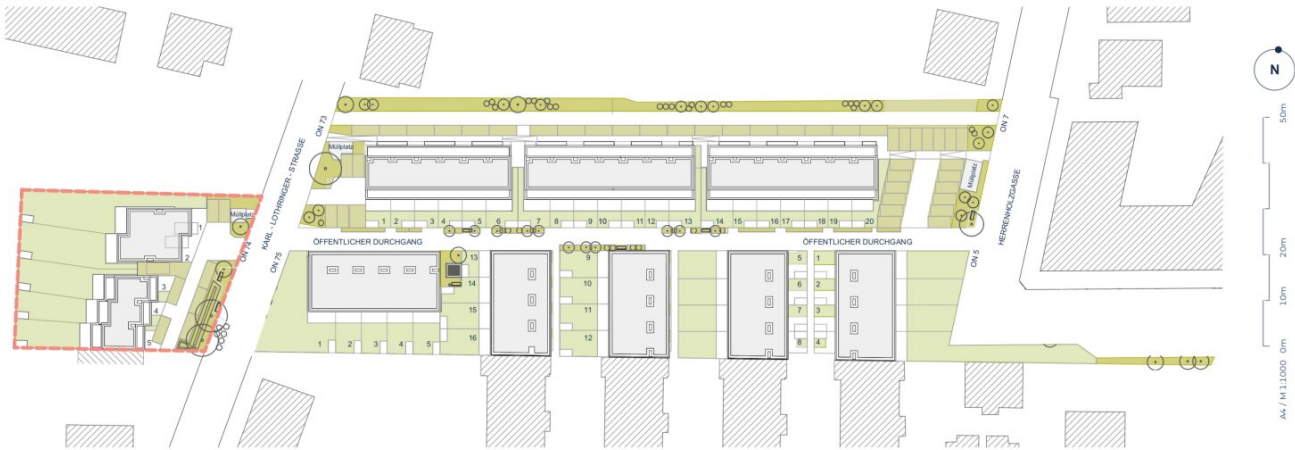 ON 73
ON 7
N
50m
Müllplatz
KARL - LOTHRINGER - STRASSE
Müllplatz
HERRENHOLZGASSE
Müllplatz
1 2 3 4 5 6 7 8 9 10 11 12 13 14 15 16 17 18 19 20
1
2
3
4
5
ON 74
ON 75
ÖFFENTLICHER DURCHGANG
ÖFFENTLICHER DURCHGANG
ON 5
20m
10m
0m
13
14
15
16
9
10
11
12
5 1
6 2
7 3
8 4
1 2 3 4 5
A4 / M 1:1000